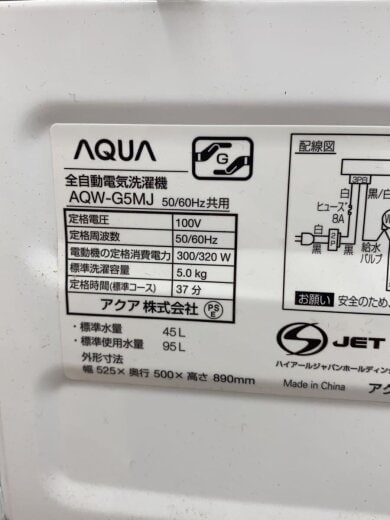 AQUA
G
全自動電気洗濯機
AQW-G5MJ 50/60Hz共用
定格電圧 100V
定格周波数 50/60Hz
電動機の定格消費電力 300/320 W
標準洗濯容量 5.0 kg
定格時間(標準コース) 37 分
アクア 株式会社 PSE
・標準水量 45L
・標準使用水量 95L
外形寸法
幅 525×奥行 500×高さ 890mm
配線図
3PG
白 白
ヒューズ
8A
2P
白 黒
黒
給水
バルブ
お願い 安全のため
S JET
ハイアールジャパンホールディン
Made in China ア